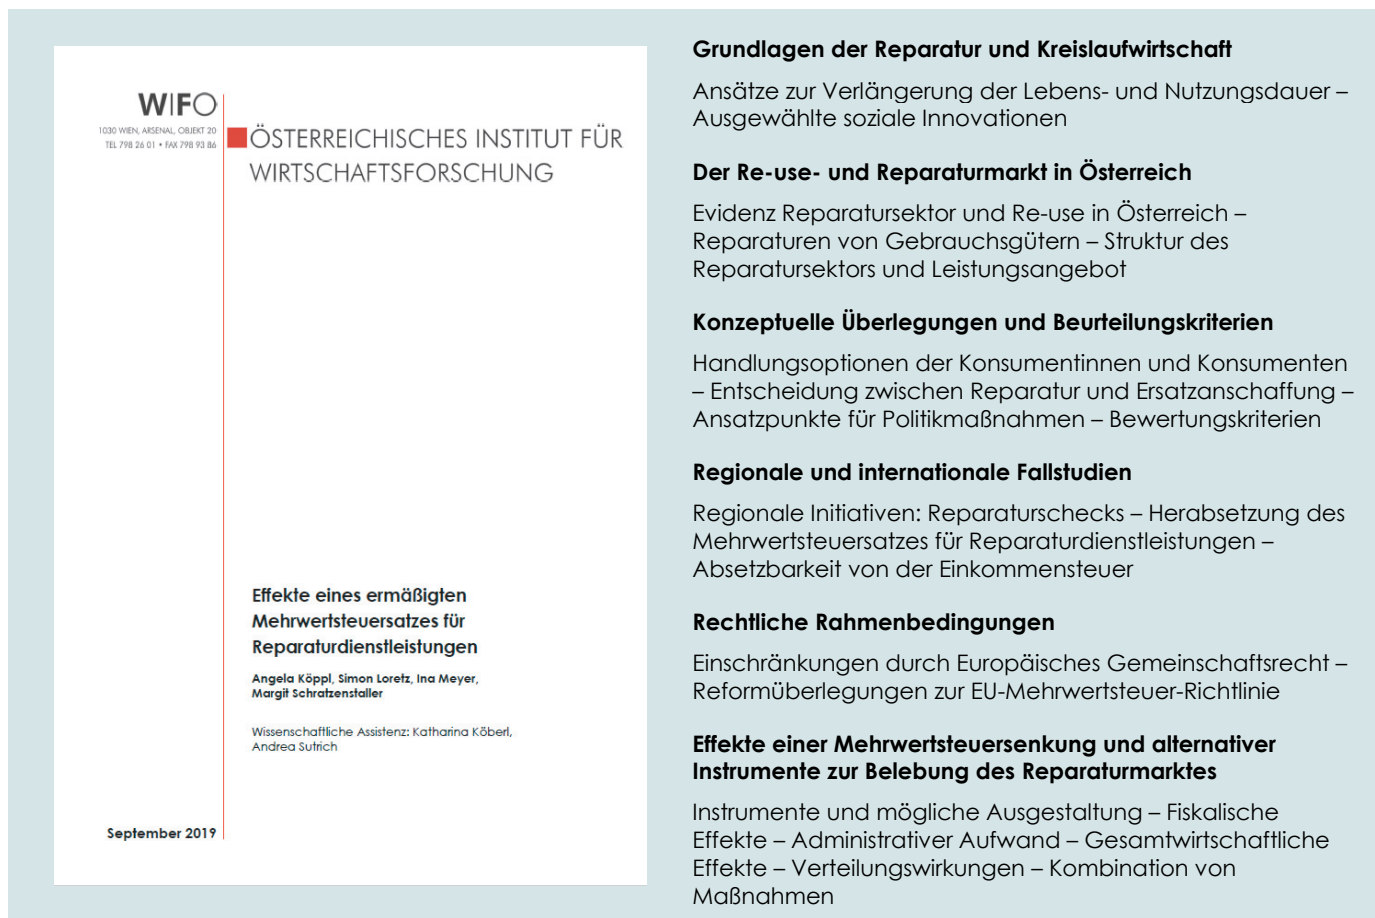 WIFO
1030 WIEN, ARSENAL, OBJEKT 20
TEL 798 26 01 • FAX 798 93 86
ÖSTERREICHISCHES INSTITUT FÜR
WIRTSCHAFTSFORSCHUNG
Effekte eines ermäßigten
Mehrwertsteuersatzes für
Reparaturdienstleistungen
Angela Köppl, Simon Loretz, Ina Meyer,
Margit Schratzenstaller
Wissenschaftliche Assistenz: Katharina Köberl,
Andrea Sutrich
September 2019
Grundlagen der Reparatur und Kreislaufwirtschaft
Ansätze zur Verlängerung der Lebens- und Nutzungsdauer –
Ausgewählte soziale Innovationen
Der Re-use- und Reparaturmarkt in Österreich
Evidenz Reparatursektor und Re-use in Österreich –
Reparaturen von Gebrauchsgütern – Struktur des
Reparatursektors und Leistungsangebot
Konzeptuelle Überlegungen und Beurteilungskriterien
Handlungsoptionen der Konsumentinnen und Konsumenten
– Entscheidung zwischen Reparatur und Ersatzanschaffung –
Ansatzpunkte für Politikmaßnahmen – Bewertungskriterien
Regionale und internationale Fallstudien
Regionale Initiativen: Reparaturschecks – Herabsetzung des
Mehrwertsteuersatzes für Reparaturdienstleistungen –
Absetzbarkeit von der Einkommensteuer
Rechtliche Rahmenbedingungen
Einschränkungen durch Europäisches Gemeinschaftsrecht –
Reformüberlegungen zur EU-Mehrwertsteuer-Richtlinie
Effekte einer Mehrwertsteuersenkung und alternativer
Instrumente zur Belebung des Reparaturmarktes
Instrumente und mögliche Ausgestaltung – Fiskalische
Effekte – Administrativer Aufwand – Gesamtwirtschaftliche
Effekte – Verteilungswirkungen – Kombination von
Maßnahmen